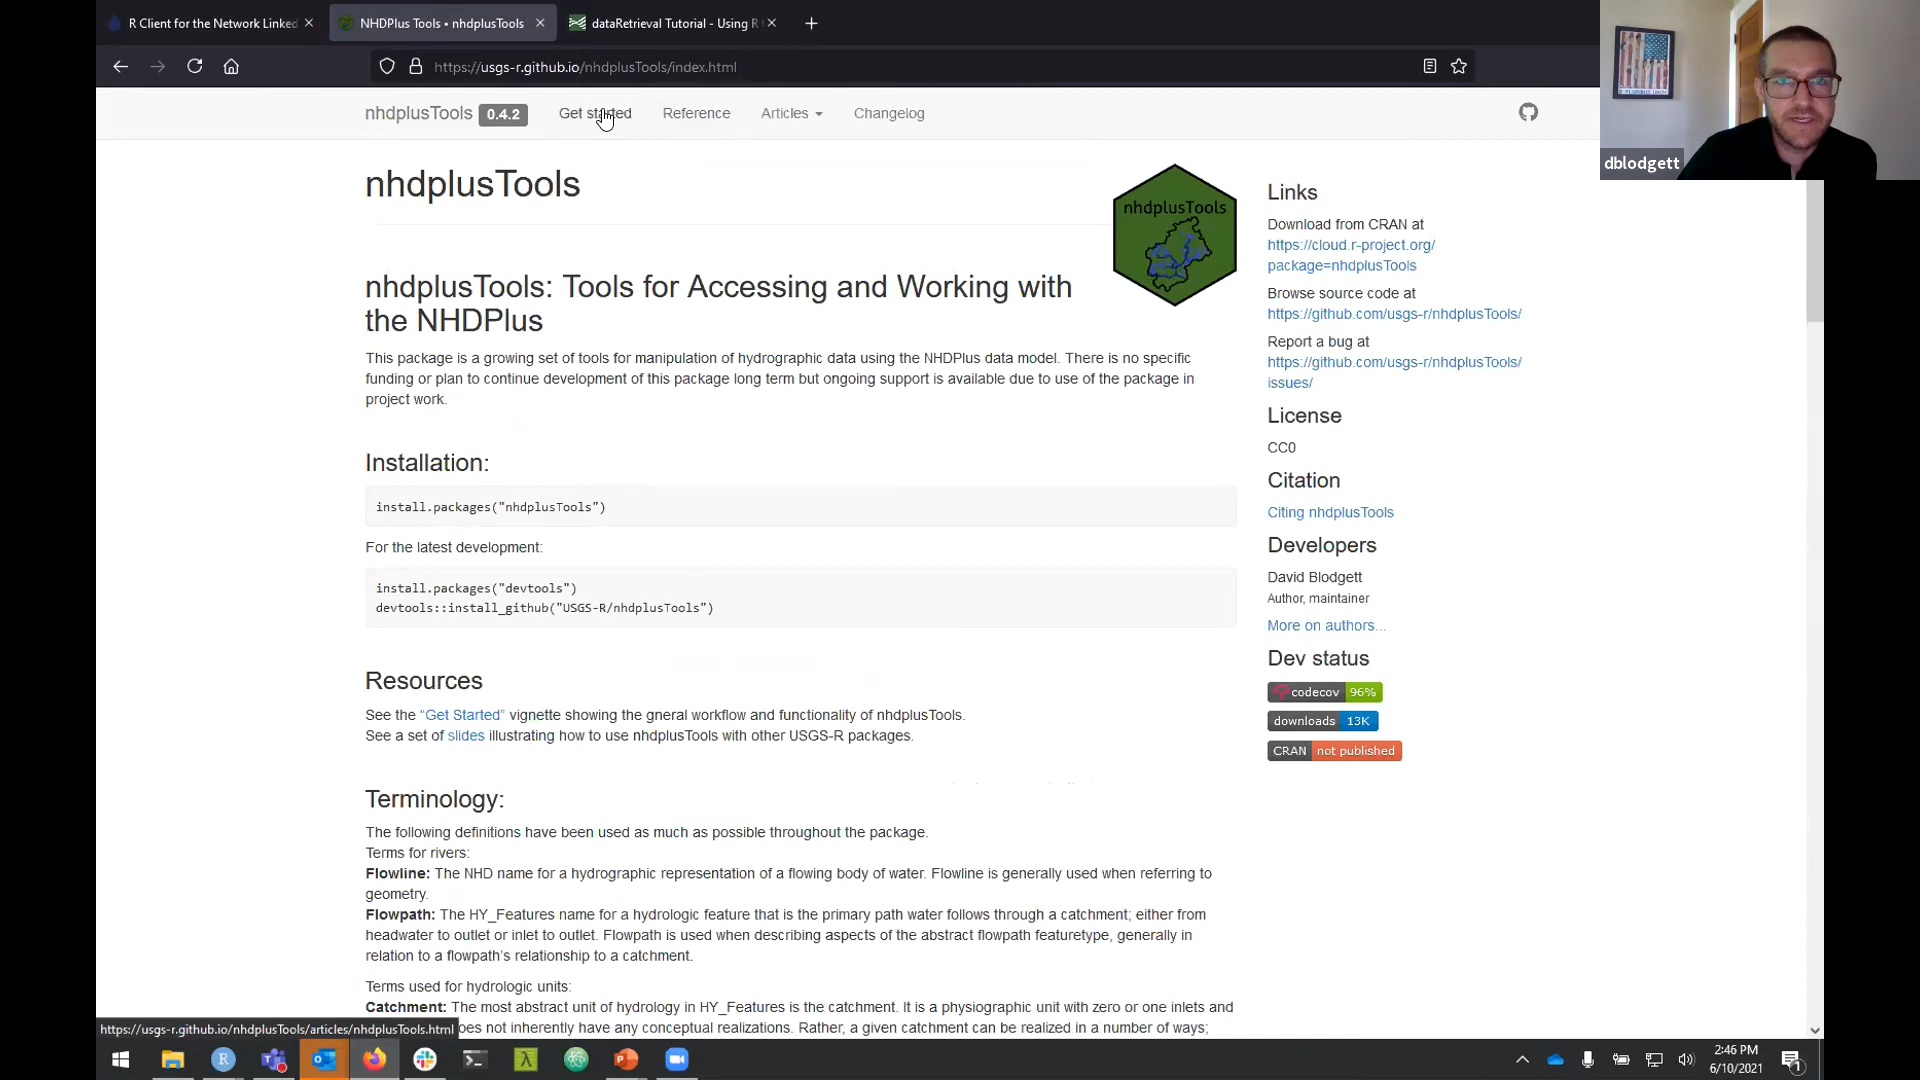 R Client for the Network Linked
NHDPlus Tools • nhdplusTools
dataRetrieval Tutorial - Using R
https://usgs-r.github.io/nhdplusTools/index.html
nhdplusTools 0.4.2 Get started Reference Articles Changelog
dblodgett
nhdplusTools
nhdplusTools
nhdplusTools: Tools for Accessing and Working with
the NHDPlus
This package is a growing set of tools for manipulation of hydrographic data using the NHDPlus data model. There is no specific
funding or plan to continue development of this package long term but ongoing support is available due to use of the package in
project work.
Installation:
install.packages("nhdplusTools")
For the latest development:
install.packages("devtools")
devtools::install_github("USGS-R/nhdplusTools")
Resources
See the “Get Started” vignette showing the gneral workflow and functionality of nhdplusTools.
See a set of slides illustrating how to use nhdplusTools with other USGS-R packages.
Terminology:
The following definitions have been used as much as possible throughout the package.
Terms for rivers:
Flowline: The NHD name for a hydrographic representation of a flowing body of water. Flowline is generally used when referring to
geometry.
Flowpath: The HY_Features name for a hydrologic feature that is the primary path water follows through a catchment; either from
headwater to outlet or inlet to outlet. Flowpath is used when describing aspects of the abstract flowpath featuretype, generally in
relation to a flowpath’s relationship to a catchment.
Terms used for hydrologic units:
Catchment: The most abstract unit of hydrology in HY_Features is the catchment. It is a physiographic unit with zero or one inlets and
oes not inherently have any conceptual realizations. Rather, a given catchment can be realized in a number of ways;
Links
Download from CRAN at
https://cloud.r-project.org/
package=nhdplusTools
Browse source code at
https://github.com/usgs-r/nhdplusTools/
Report a bug at
https://github.com/usgs-r/nhdplusTools/
issues/
License
CC0
Citation
Citing nhdplusTools
Developers
David Blodgett
Author, maintainer
More on authors...
Dev status
codecov 96%
downloads 13K
CRAN not published
https://usgs-r.github.io/nhdplusTools/articles/nhdplusTools.html
2:46 PM
6/10/2021